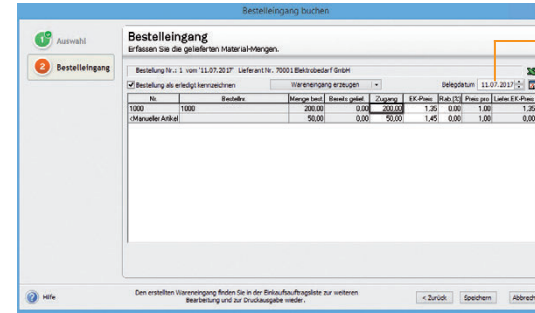 Bestelleingang buchen
1 Auswahl
2 Bestelleingang
Bestelleingang
Erfassen Sie die gelieferten Material-Mengen.
Bestellung Nr.: 1 vom '11.07.2017' Lieferant Nr. 70001 Elektrobedarf GmbH
Bestellung als erledigt kennzeichnen Wareneingang erzeugen Belegdatum 11.07.2017
Nr. Bestellnr. Menge best. Bereits gelief. Zugang EK-Preis Rab.[%] Preis pro Liefer.EK-Preis
1000 1000 200,00 0,00 200,00 1,35 0,00 1,00 1,35
<Manueller Artikel 50,00 0,00 50,00 1,45 0,00 1,00 0,00
Hilfe
Den erstellten Wareneingang finden Sie in der Einkaufsauftragsliste zur weiteren
Bearbeitung und zur Druckausgabe wieder.
< Zurück Speichern Abbrech